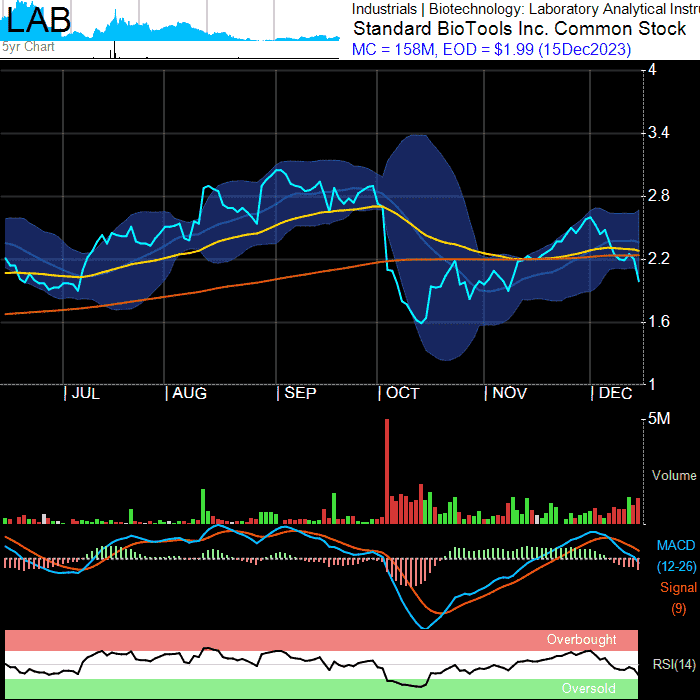 LAB
5yr Chart
Industrials | Biotechnology: Laboratory Analytical Instru
Standard BioTools Inc. Common Stock
MC = 158M, EOD = $1.99 (15Dec2023)
4
3.4
2.8
2.2
1.6
1
| JUL | AUG | SEP | OCT | NOV | DEC
5M
Volume
MACD
(12-26)
Signal
(9)
Overbought
RSI(14)
Oversold